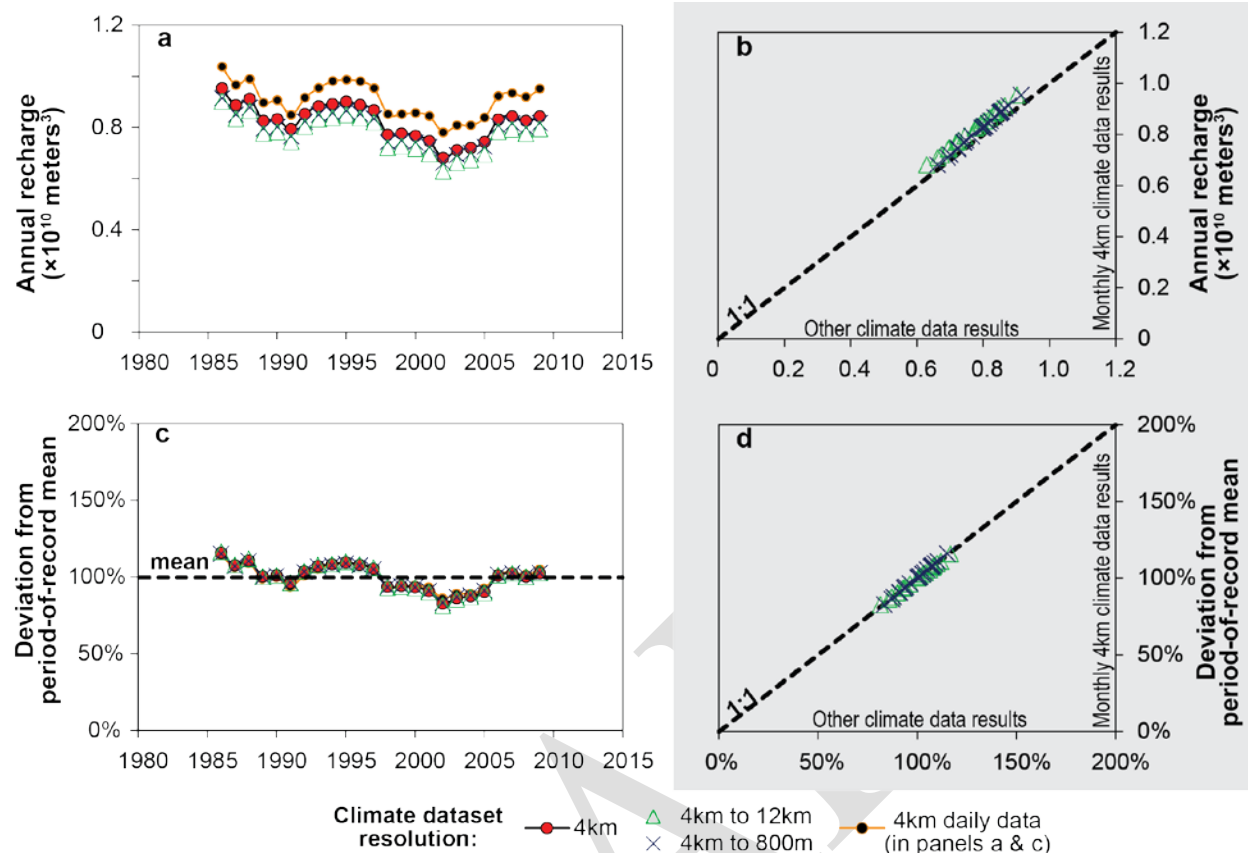 a
Annual recharge
(×10¹⁰ meters³)
1.2
0.8
0.4
0
1980 1985 1990 1995 2000 2005 2010 2015
b
1:1
Other climate data results
Monthly 4km climate data results
0 0.2 0.4 0.6 0.8 1.0 1.2
1.2
1.0
0.8
0.6
0.4
0.2
0
Annual recharge
(×10¹⁰ meters³)
c
Deviation from
period-of-record mean
200%
150%
100%
50%
0%
mean
1980 1985 1990 1995 2000 2005 2010 2015
d
1:1
Other climate data results
Monthly 4km climate data results
0% 50% 100% 150% 200%
200%
150%
100%
50%
0%
Deviation from
period-of-record mean
Climate dataset
resolution:
4km
4km to 12km
4km to 800m
4km daily data
(in panels a & c)